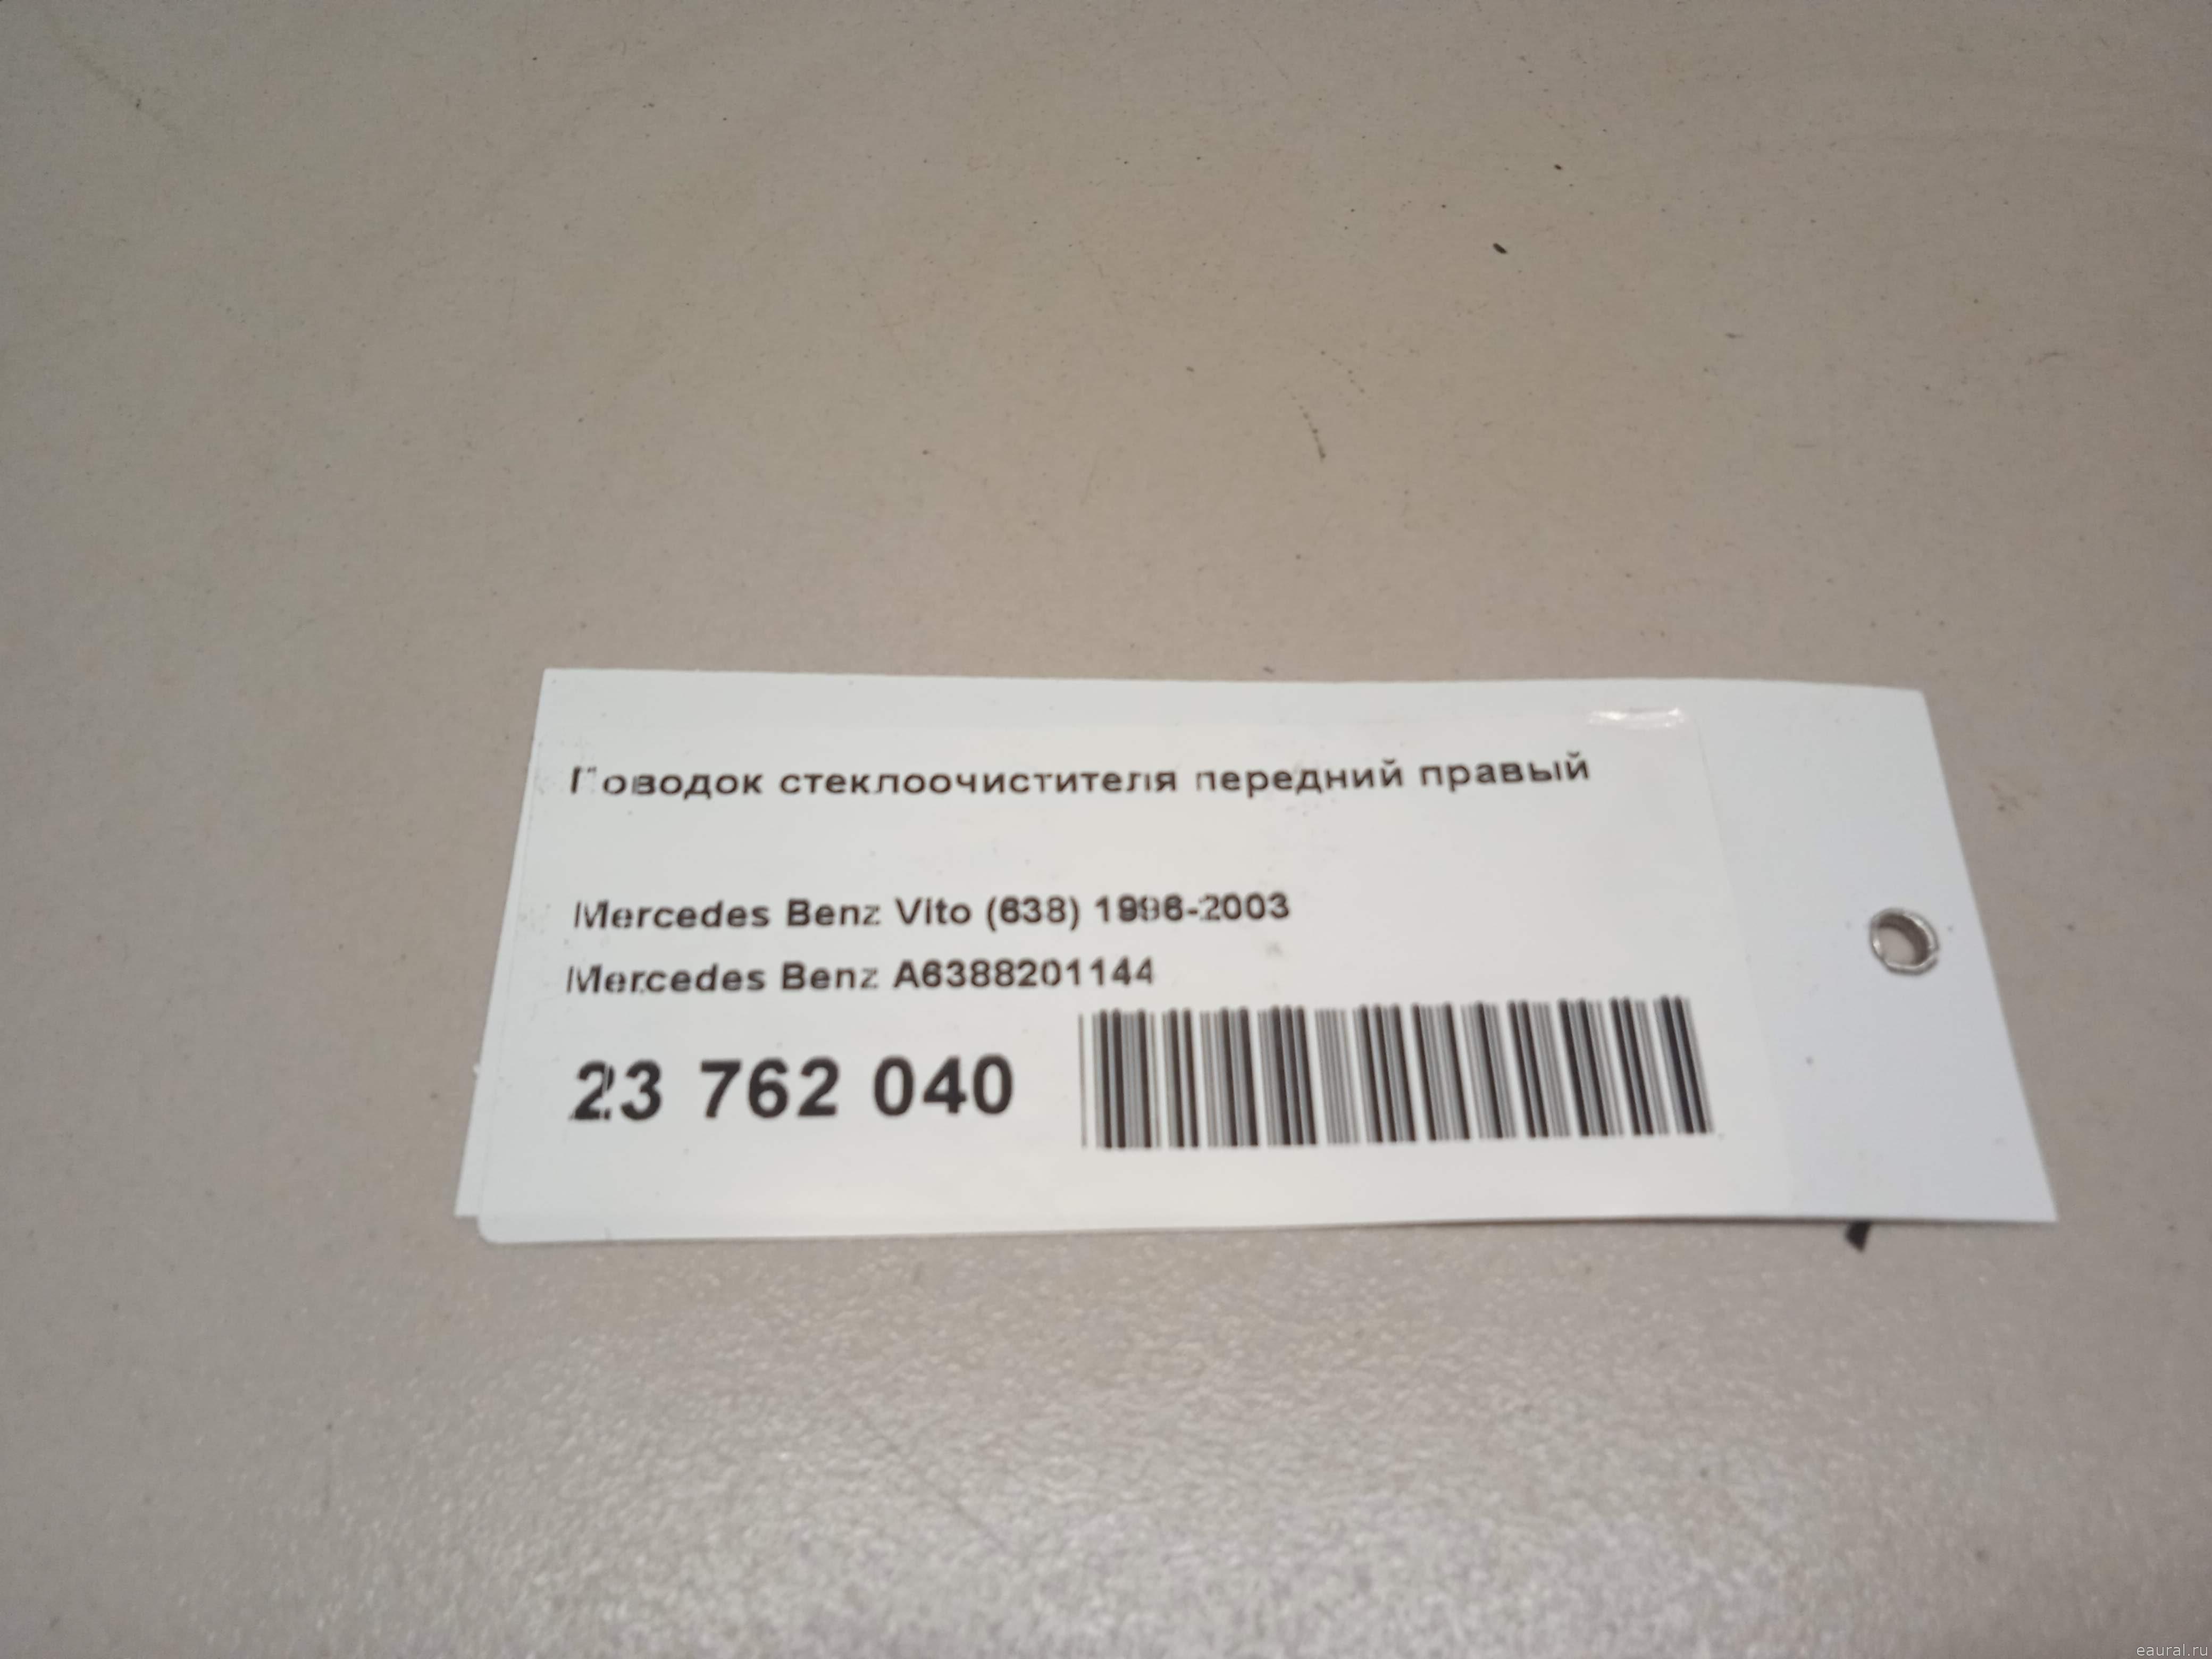 Поводок стеклоочистителя передний правый
Mercedes Benz Vito (638) 1996-2003
Mercedes Benz A6388201144
23 762 040
eaural.ru